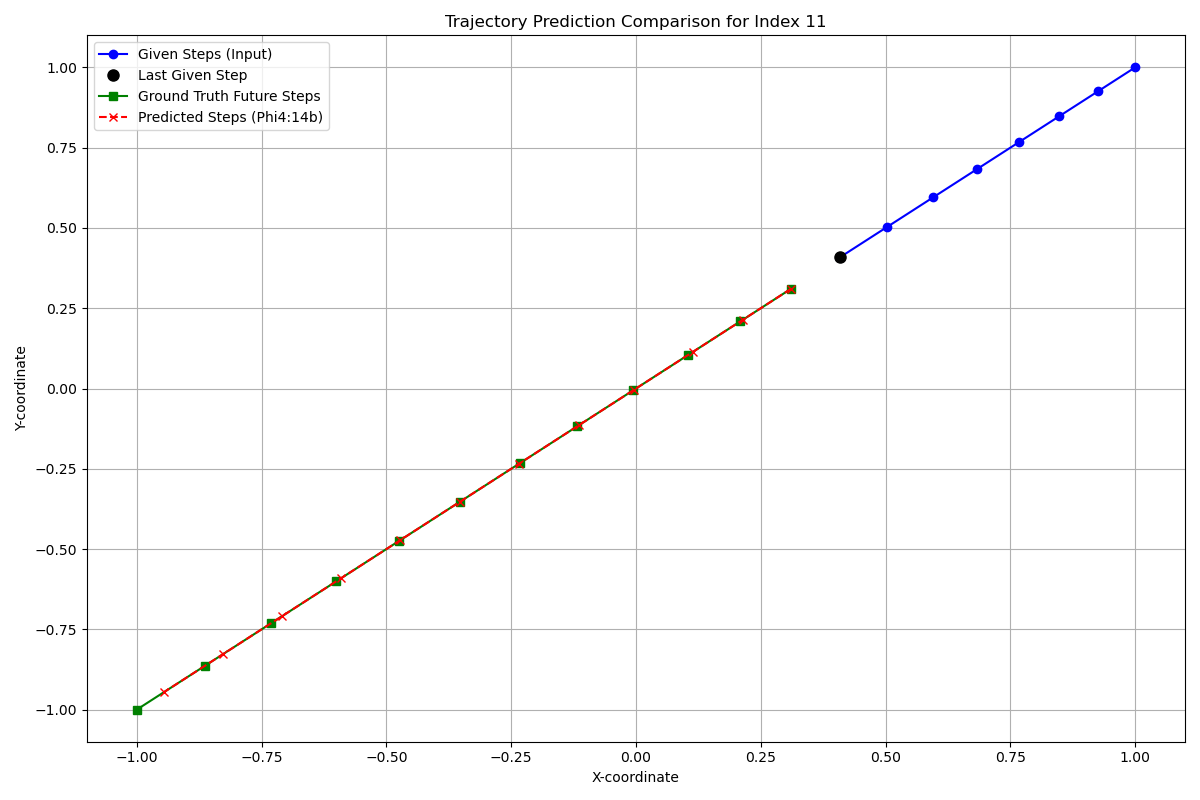 Trajectory Prediction Comparison for Index 11
Given Steps (Input)
Last Given Step
Ground Truth Future Steps
Predicted Steps (Phi4:14b)
1.00
0.75
0.50
0.25
0.00
−0.25
−0.50
−0.75
−1.00
Y-coordinate
−1.00 −0.75 −0.50 −0.25 0.00 0.25 0.50 0.75 1.00
X-coordinate